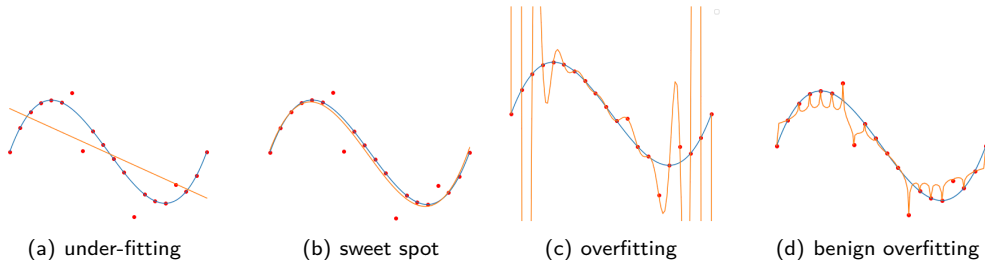 (a) under-fitting
(b) sweet spot
(c) overfitting
(d) benign overfitting